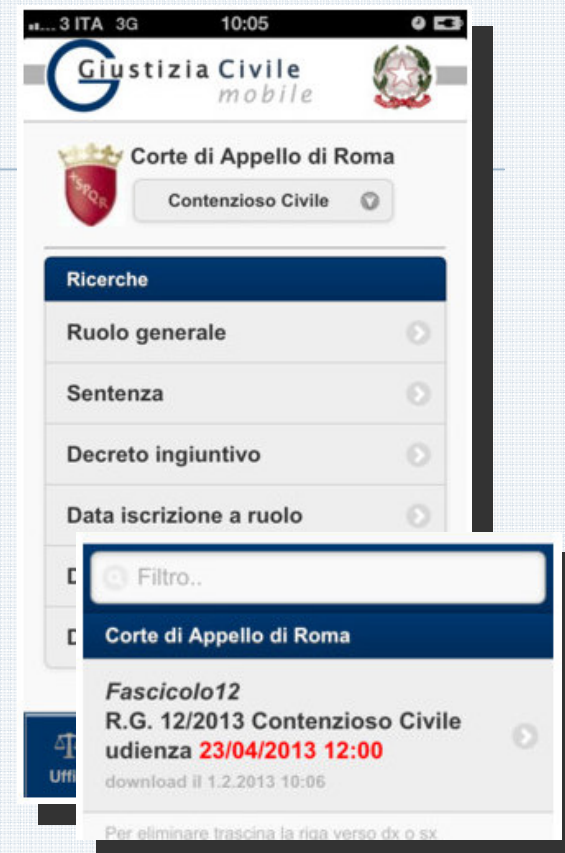 3 ITA 3G 10:05
Giustizia Civile
mobile
Corte di Appello di Roma
SPQR
Contenzioso Civile
Ricerche
Ruolo generale
Sentenza
Decreto ingiuntivo
Data iscrizione a ruolo
D
D
Uffi
Filtro..
Corte di Appello di Roma
Fascicolo12
R.G. 12/2013 Contenzioso Civile
udienza 23/04/2013 12:00
download il 1.2.2013 10:06
Per eliminare trascina la riga verso dx o sx